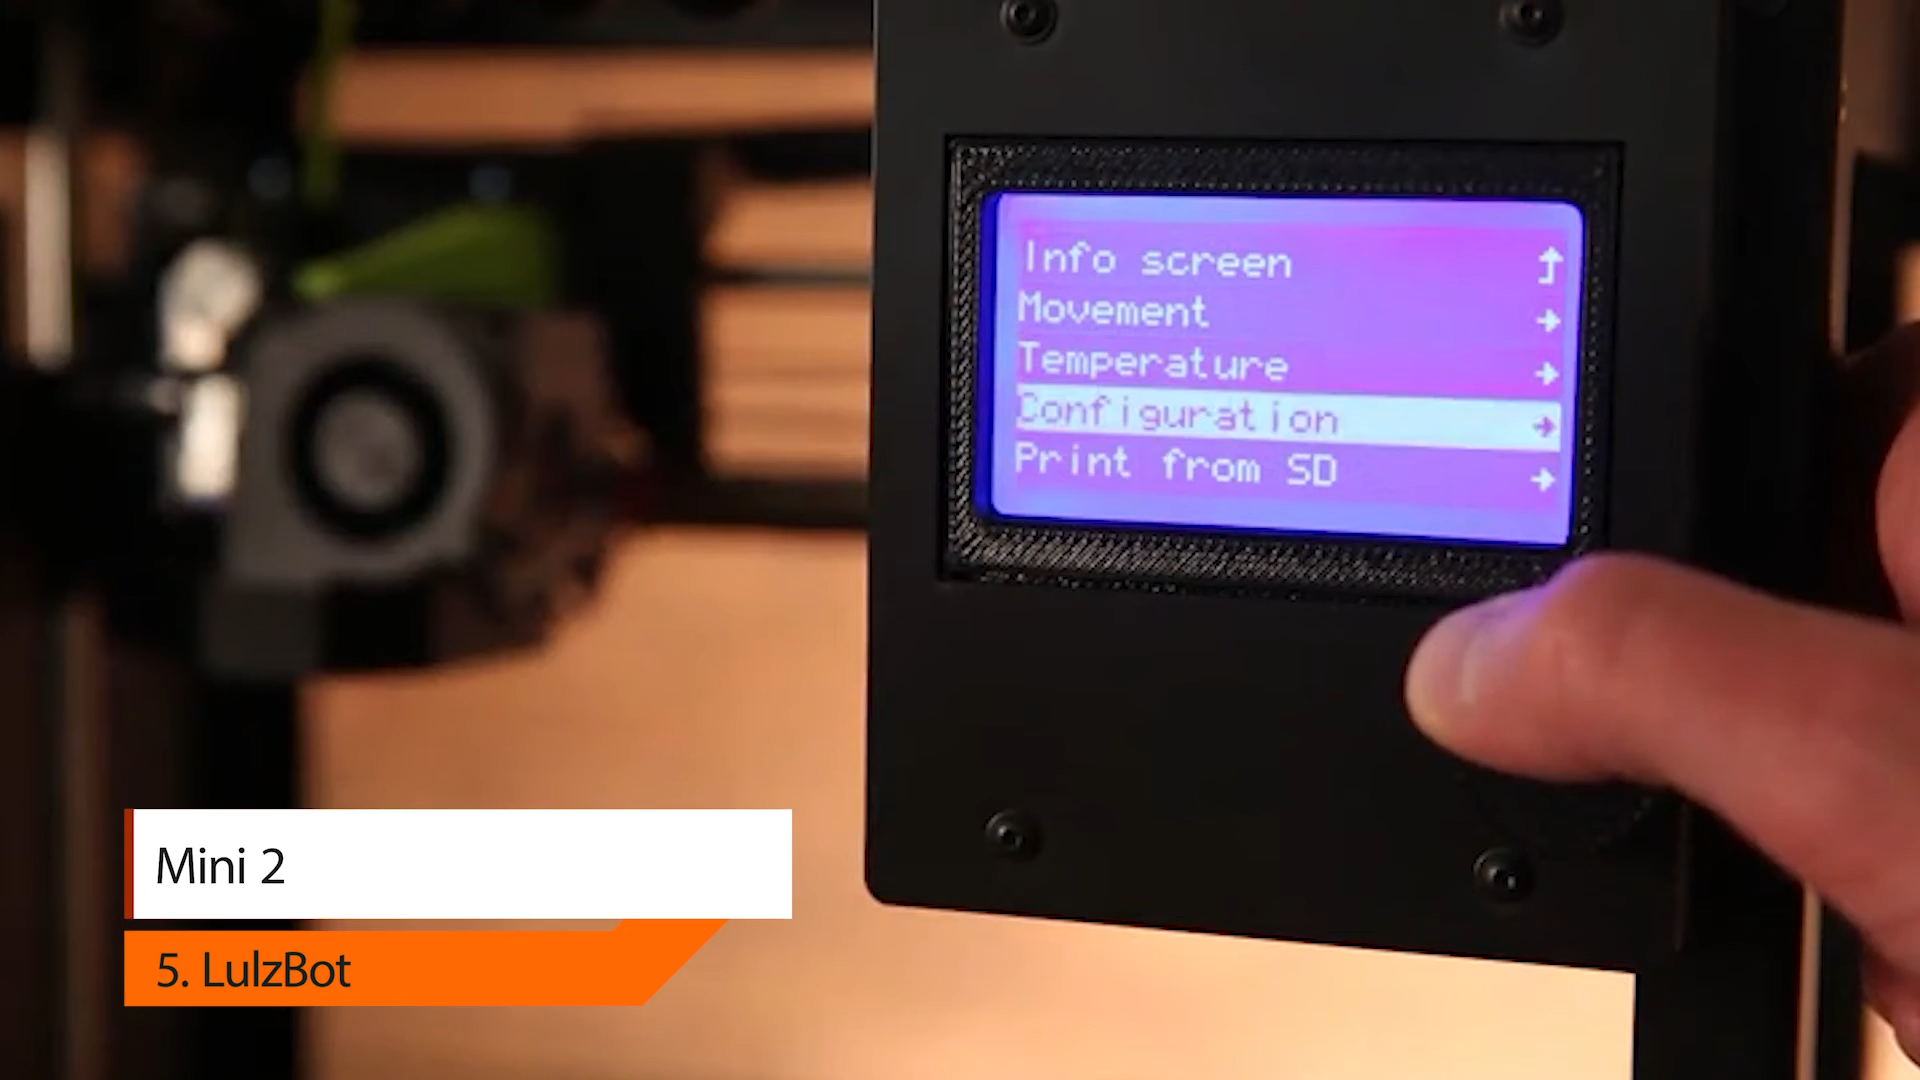 Info screen
Movement
Temperature
Configuration
Print from SD
Mini 2
5. LulzBot